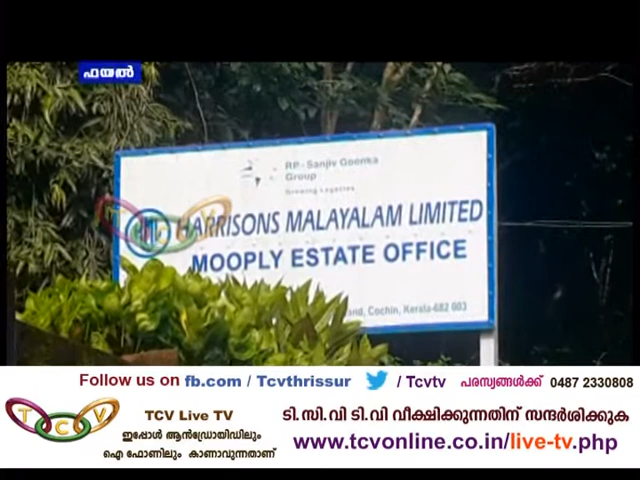 ഫയൽ
RP-Sanjiv Goenka
Group
Growing Legacies
HML HARRISONS MALAYALAM LIMITED
MOOPLY ESTATE OFFICE
Cochin, Kerala-682 003
Follow us on fb.com / Tcvthrissur / Tcvtv പരസ്യങ്ങൾക്ക് 0487 2330808
TCV
TCV Live TV
ഇപ്പോൾ ആൻഡ്രോയിഡിലും
ഐ ഫോണിലും കാണാവുന്നതാണ്
ടി.സി.വി ടി.വി വീക്ഷിക്കുന്നതിന് സന്ദർശിക്കുക
www.tcvonline.co.in/live-tv.php